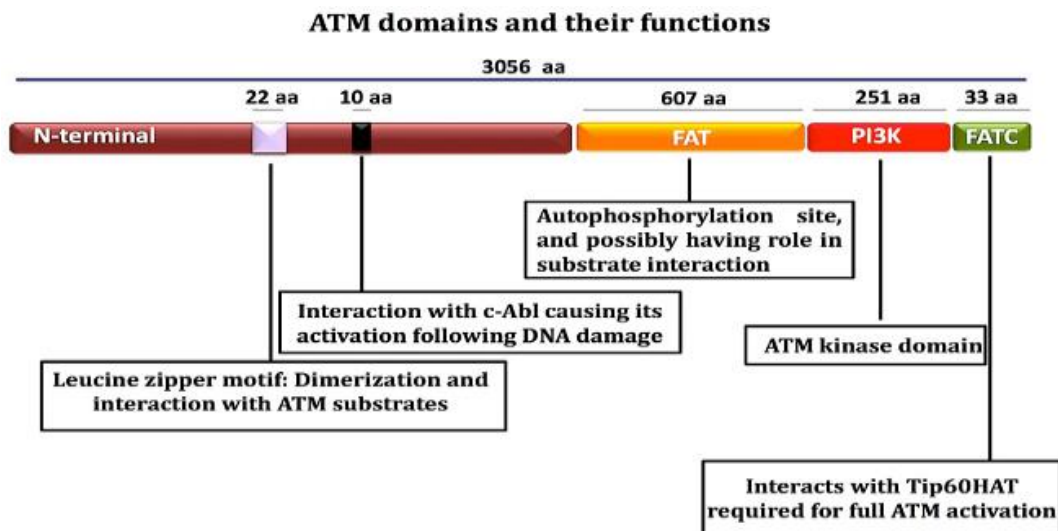 ATM domains and their functions
3056 aa
22 aa 10 aa 607 aa 251 aa 33 aa
N-terminal FAT PI3K FATC
Autophosphorylation site,
and possibly having role in
substrate interaction
Interaction with c-Abl causing its
activation following DNA damage
ATM kinase domain
Leucine zipper motif: Dimerization and
interaction with ATM substrates
Interacts with Tip60HAT
required for full ATM activation